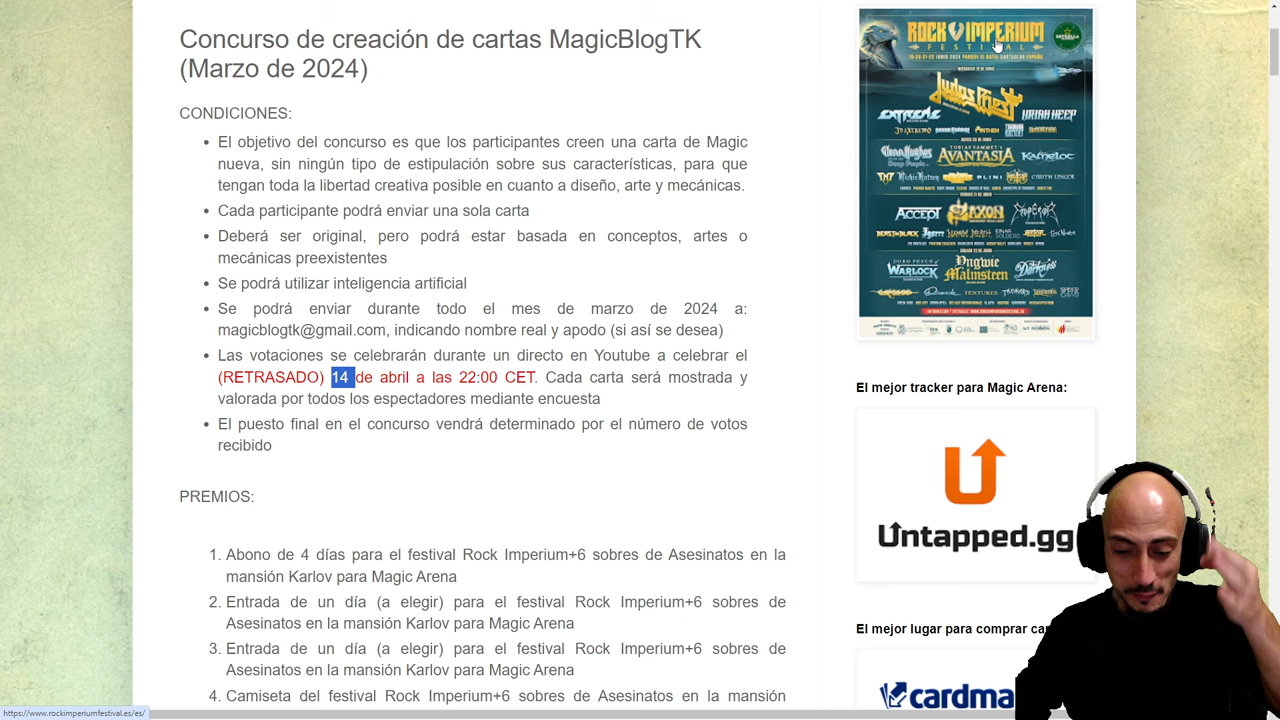 Concurso de creación de cartas MagicBlogTK
(Marzo de 2024)
CONDICIONES:
El objetivo del concurso es que los participantes creen una carta de Magic
nueva, sin ningún tipo de estipulación sobre sus características, para que
tengan toda la libertad creativa posible en cuanto a diseño, arte y mecánicas.
Cada participante podrá enviar una sola carta
Deberá ser original, pero podrá estar basada en conceptos, artes o
mecánicas preexistentes
Se podrá utilizar inteligencia artificial
Se podrá enviar durante todo el mes de marzo de 2024 a:
magicblogtk@gmail.com, indicando nombre real y apodo (si así se desea)
Las votaciones se celebrarán durante un directo en Youtube a celebrar el
(RETRASADO) 14 de abril a las 22:00 CET. Cada carta será mostrada y
valorada por todos los espectadores mediante encuesta
El puesto final en el concurso vendrá determinado por el número de votos
recibido
PREMIOS:
1. Abono de 4 días para el festival Rock Imperium+6 sobres de Asesinatos en la
mansión Karlov para Magic Arena
2. Entrada de un día (a elegir) para el festival Rock Imperium+6 sobres de
Asesinatos en la mansión Karlov para Magic Arena
3. Entrada de un día (a elegir) para el festival Rock Imperium+6 sobres de
Asesinatos en la mansión Karlov para Magic Arena
4. Camiseta del festival Rock Imperium+6 sobres de Asesinatos en la mansión
https://www.rockimperiumfestival.es/es/
ROCK IMPERIUM
FESTIVAL
Judas Priest
EXTREME
URIAH HEEP
Glenn Hughes
AVANTASIA
KAMELOT
Richie Kotzen
PLINI
ACCEPT
SAXON
EMPEROR
BEAST IN BLACK
WARLOCK
Yngwie
Malmsteen
The Darkness
TEXTURES
El mejor tracker para Magic Arena:
Untapped.gg
El mejor lugar para comprar
cardma